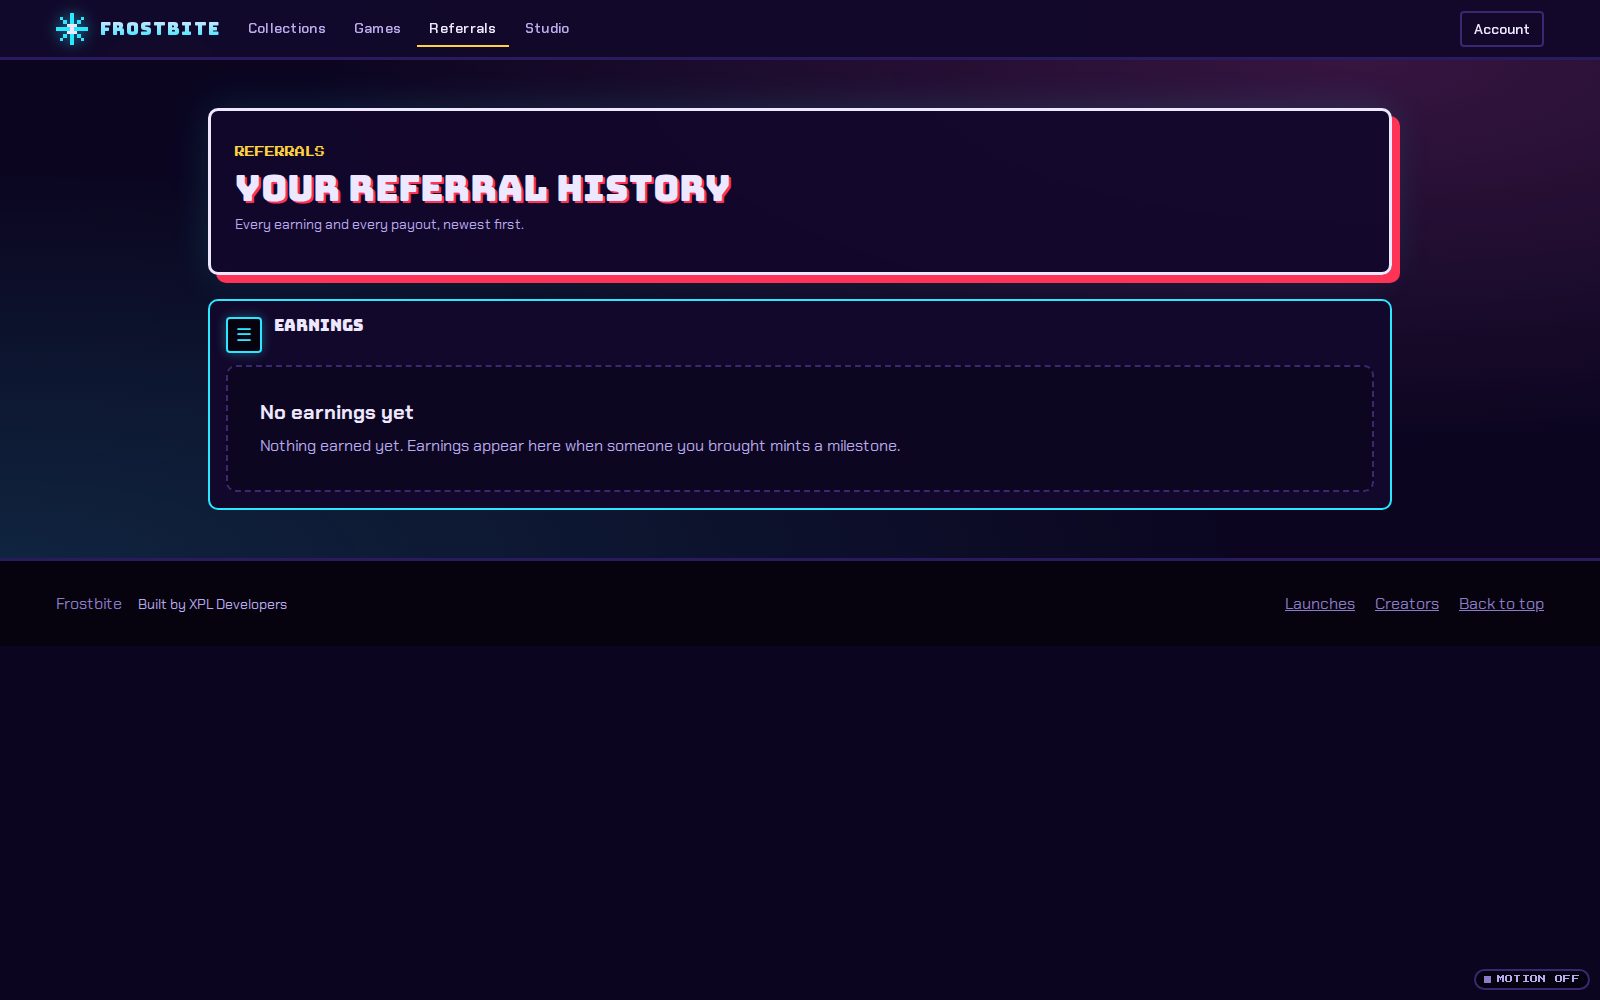 FROSTBITE
Collections
Games
Referrals
Studio
Account
REFERRALS
YOUR REFERRAL HISTORY
Every earning and every payout, newest first.
EARNINGS
No earnings yet
Nothing earned yet. Earnings appear here when someone you brought mints a milestone.
Frostbite
Built by XPL Developers
Launches
Creators
Back to top
MOTION OFF